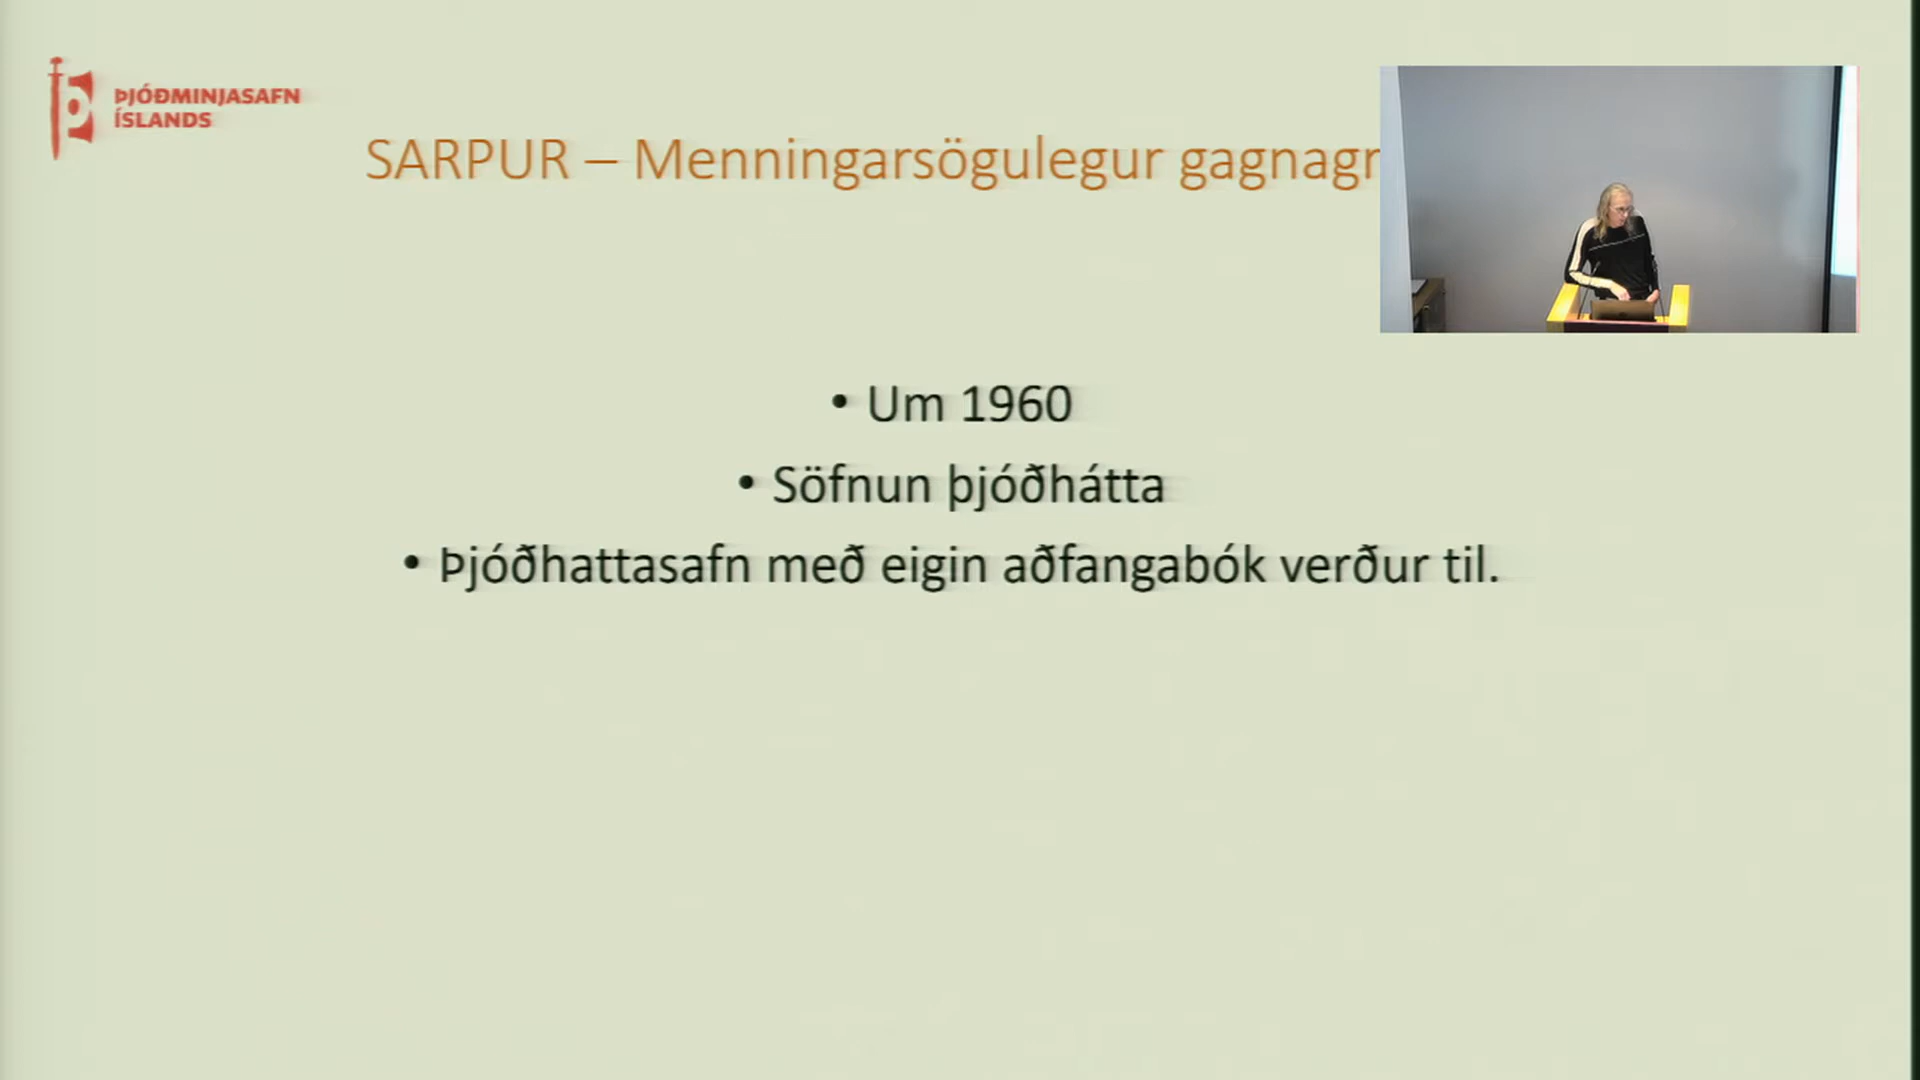 ÞJÓÐMINJASAFN
ÍSLANDS
SARPUR – Menningarsögulegur gagnagr
• Um 1960
• Söfnun þjóðhátta
• Þjóðhattasafn með eigin aðfangabók verður til.